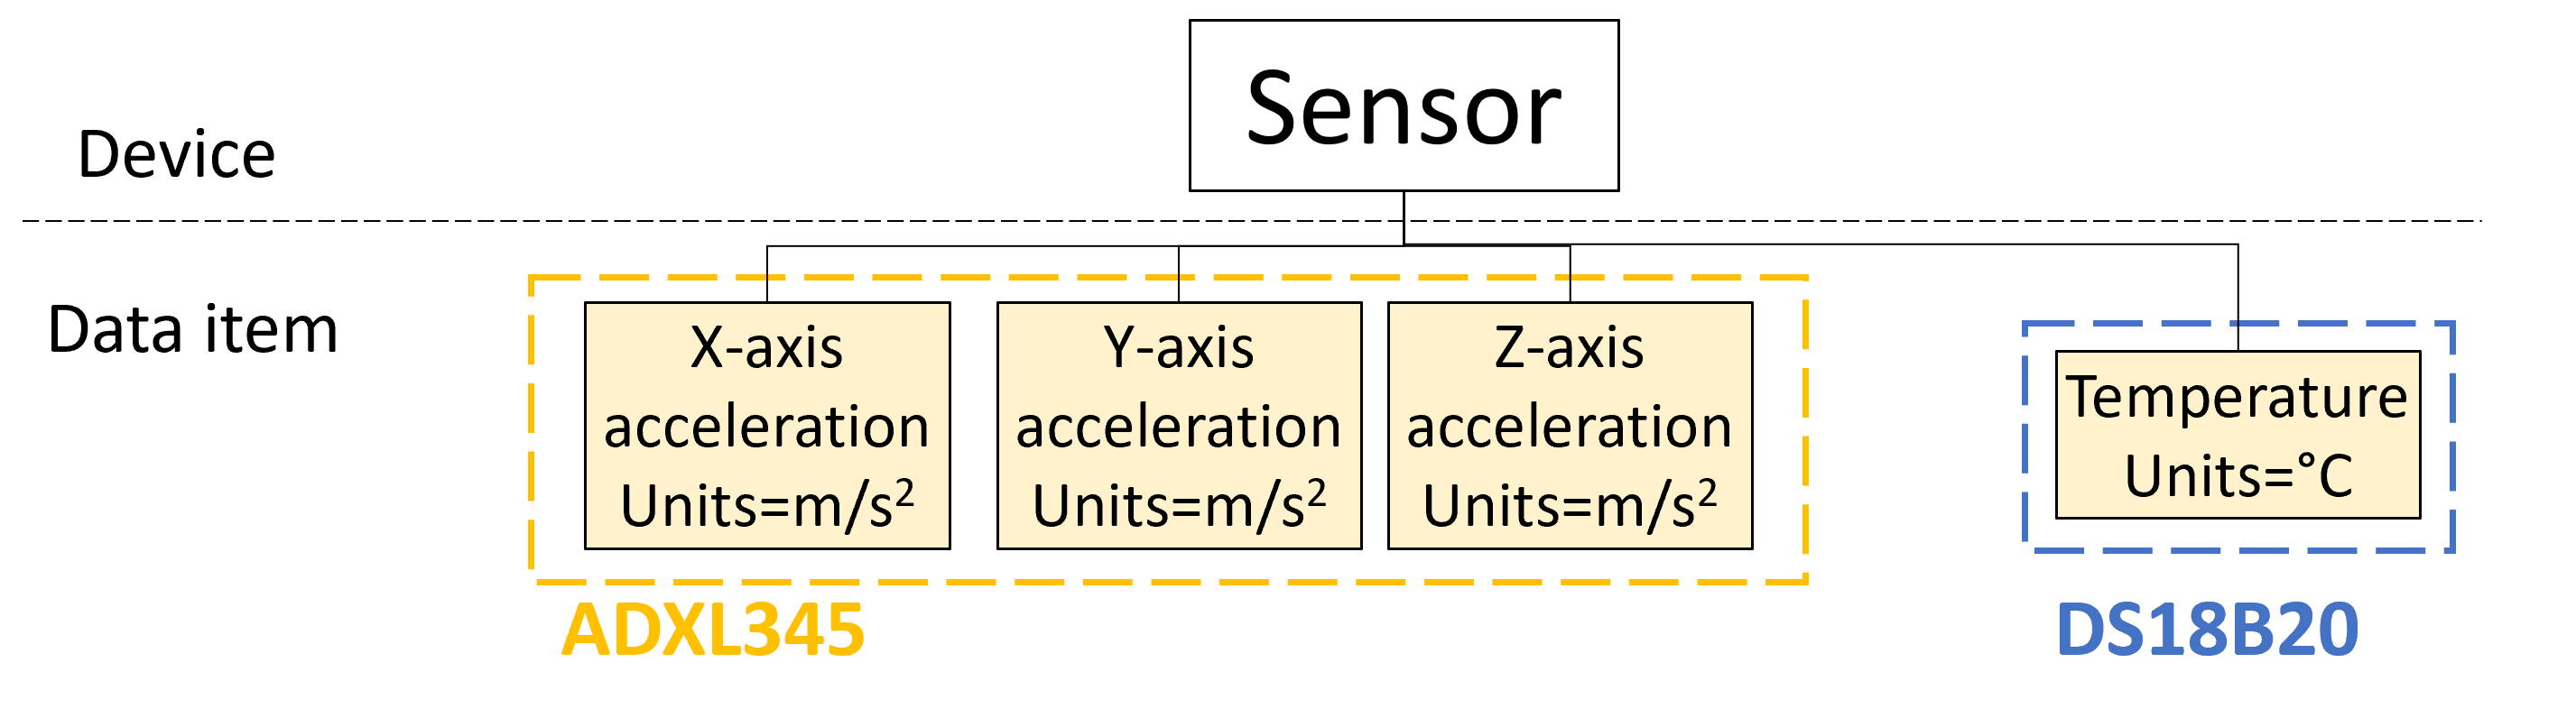 Sensor
Device
Data item
X-axis
acceleration
Units=m/s²
Y-axis
acceleration
Units=m/s²
Z-axis
acceleration
Units=m/s²
Temperature
Units=°C
ADXL345
DS18B20